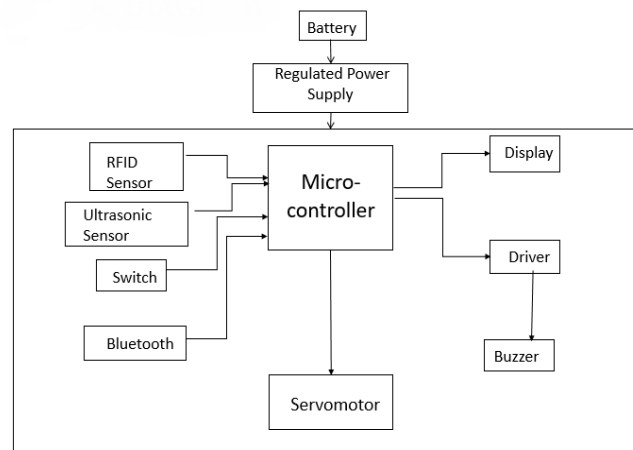 Battery
Regulated Power
Supply
RFID
Sensor
Micro-
controller
Display
Ultrasonic
Sensor
Switch
Driver
Bluetooth
Buzzer
Servomotor